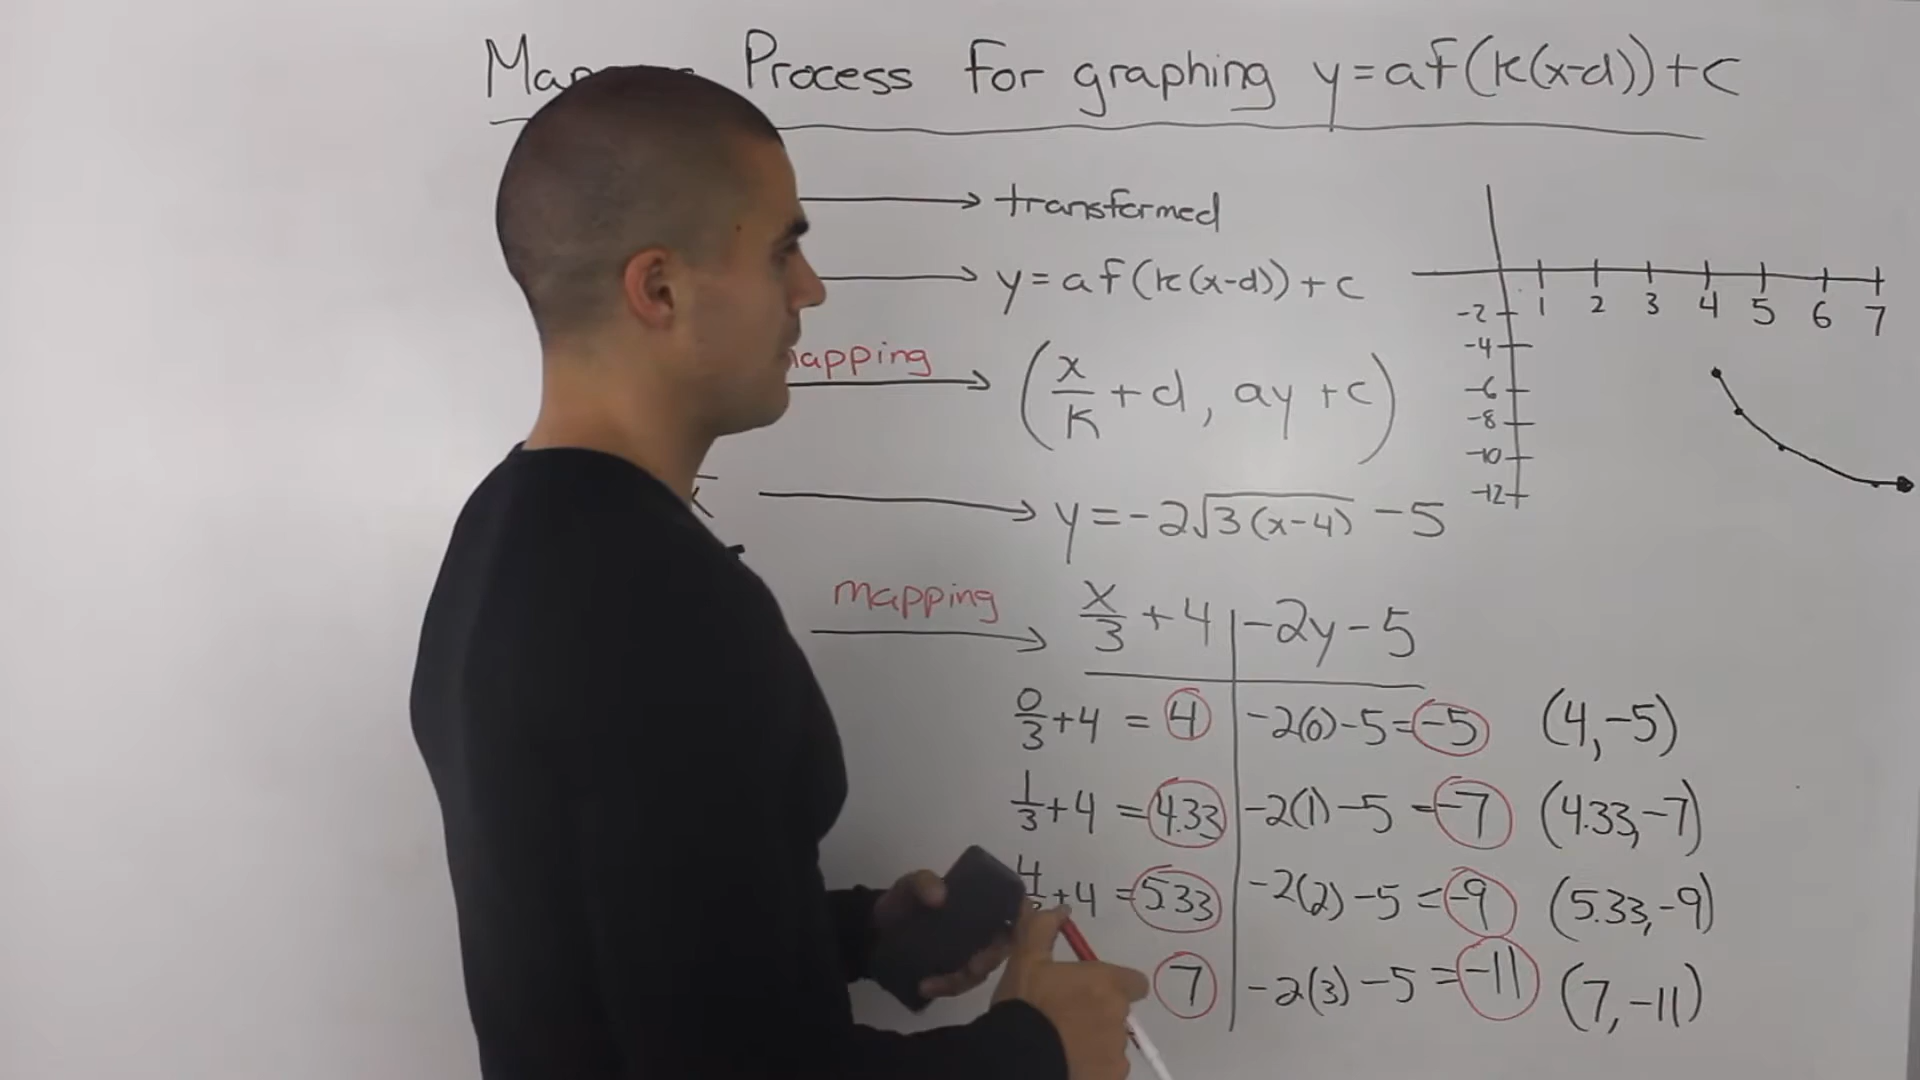 Process for graphing y=af(k(x-d))+c
transformed
y=af(k(x-d))+c
mapping
(x/k+d, ay+c)
y=-2√3(x-4) -5
mapping
x/3+4 | -2y-5
0/3+4 = 4 | -2(0)-5=-5 (4,-5)
1/3+4 = 4.33 | -2(1)-5=-7 (4.33,-7)
+4 =5.33 | -2(2)-5=-9 (5.33,-9)
7 | -2(3)-5=-11 (7,-11)
1 2 3 4 5 6 7
-2
-4
-6
-8
-10
-12